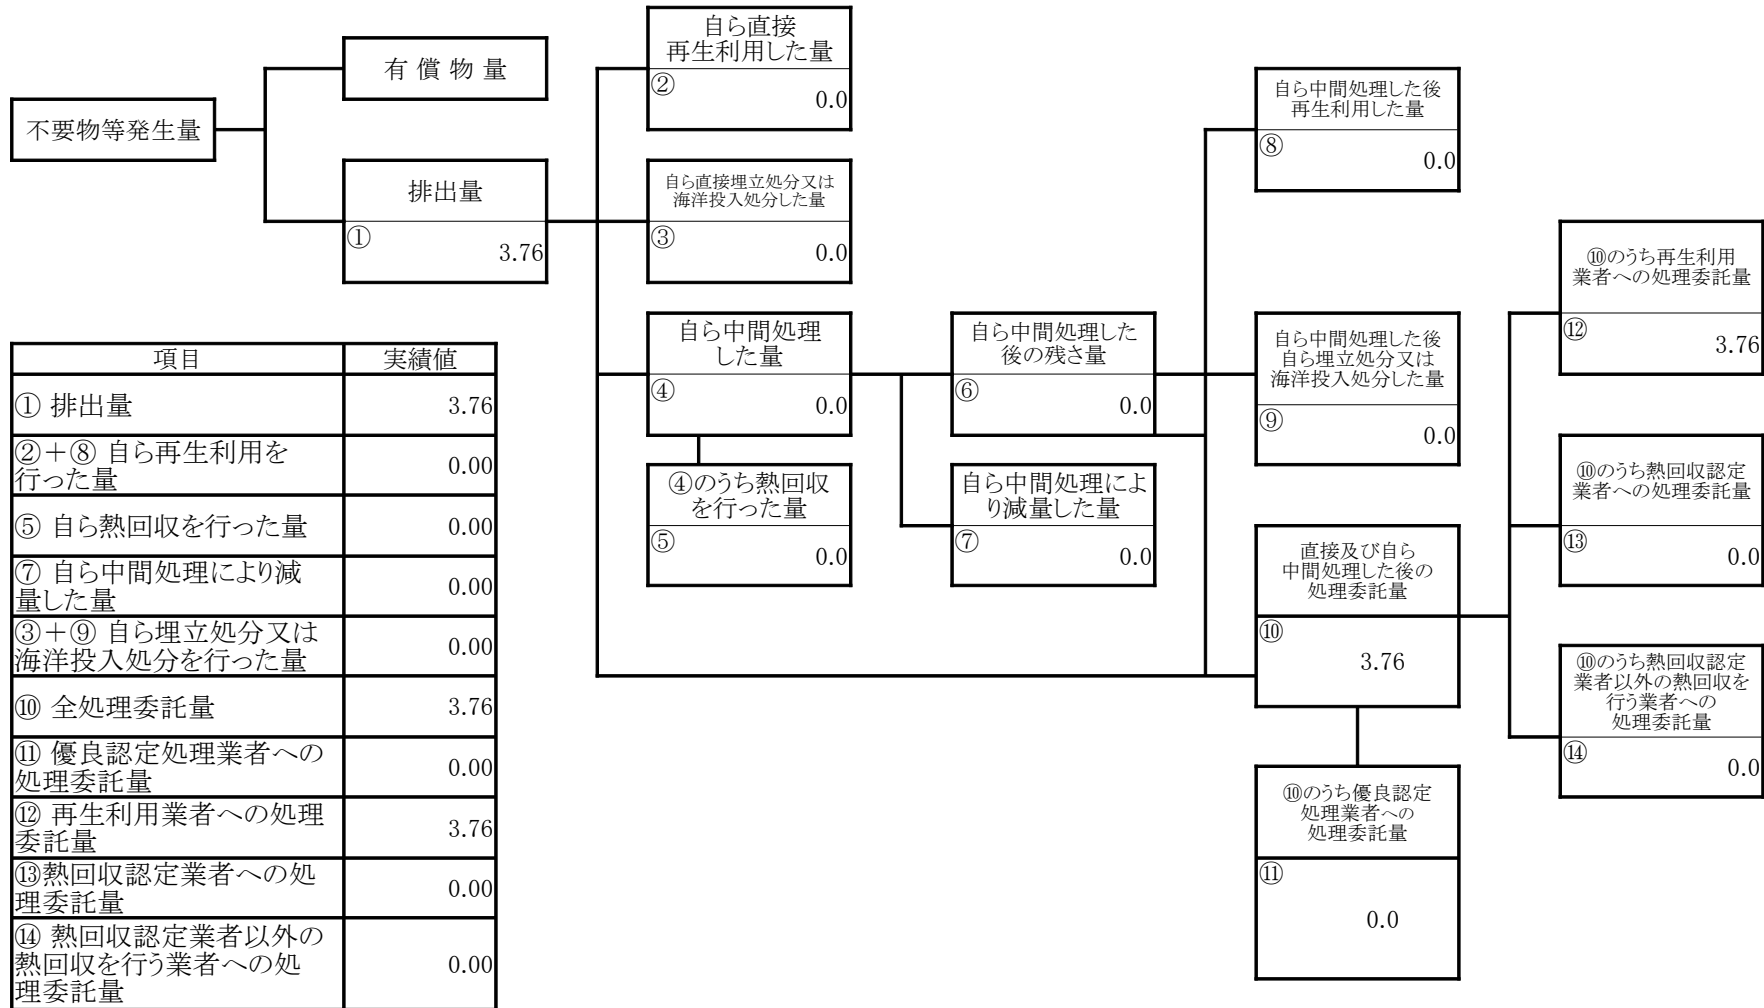 自ら直接
再生利用した量
②
0.0
有 償 物 量
不要物等発生量
排出量
①
3.76
自ら直接埋立処分又は
海洋投入処分した量
③
0.0
自ら中間処理した後
再生利用した量
⑧
0.0
自ら中間処理
した量
④
0.0
自ら中間処理した
後の残さ量
⑥
0.0
自ら中間処理した後
自ら埋立処分又は
海洋投入処分した量
⑨
0.0
④のうち熱回収
を行った量
⑤
0.0
自ら中間処理によ
り減量した量
⑦
0.0
直接及び自ら
中間処理した後の
処理委託量
⑩
3.76
⑩のうち優良認定
処理業者への
処理委託量
⑪
0.0
⑩のうち再生利用
業者への処理委託量
⑫
3.76
⑩のうち熱回収認定
業者への処理委託量
⑬
0.0
⑩のうち熱回収認定
業者以外の熱回収を
行う業者への
処理委託量
⑭
0.0
項目 実績値
① 排出量 3.76
②+⑧ 自ら再生利用を
行った量 0.00
⑤ 自ら熱回収を行った量 0.00
⑦ 自ら中間処理により減
量した量 0.00
③+⑨ 自ら埋立処分又は
海洋投入処分を行った量 0.00
⑩ 全処理委託量 3.76
⑪ 優良認定処理業者への
処理委託量 0.00
⑫ 再生利用業者への処理
委託量 3.76
⑬熱回収認定業者への処
理委託量 0.00
⑭ 熱回収認定業者以外の
熱回収を行う業者への処
理委託量 0.00